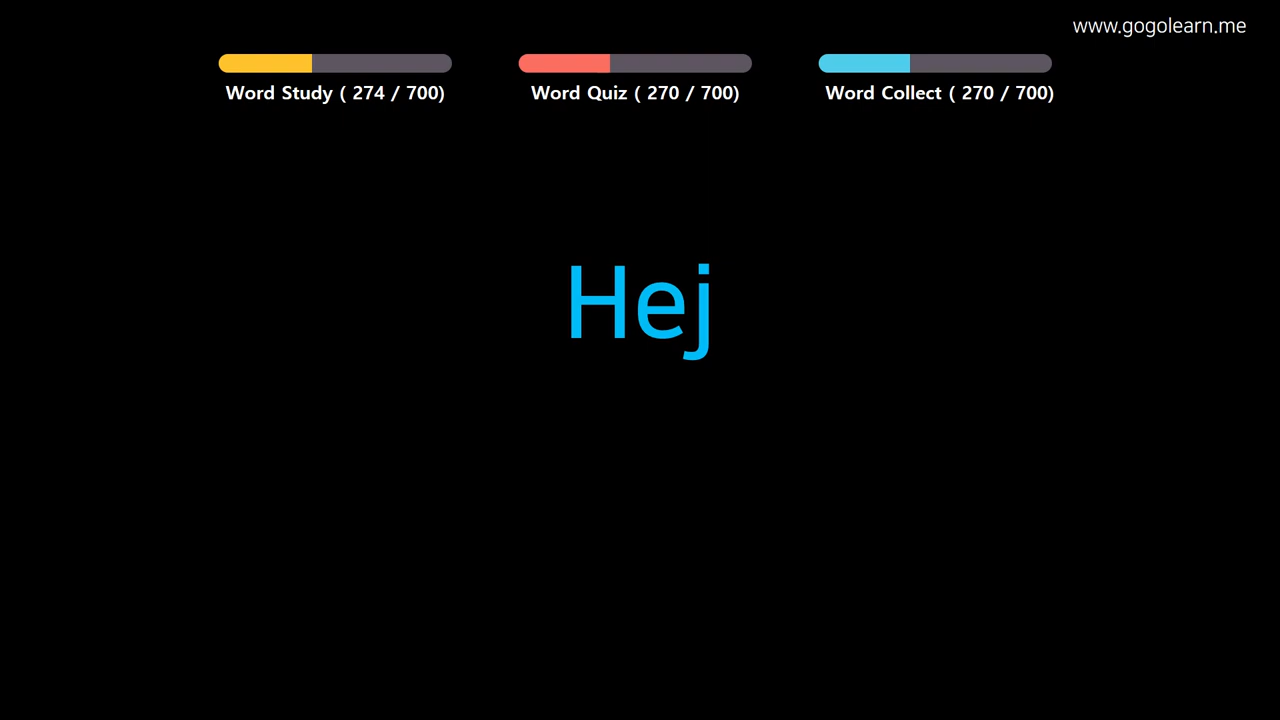 www.gogolearn.me
Word Study ( 274 / 700)
Word Quiz ( 270 / 700)
Word Collect ( 270 / 700)
Hej